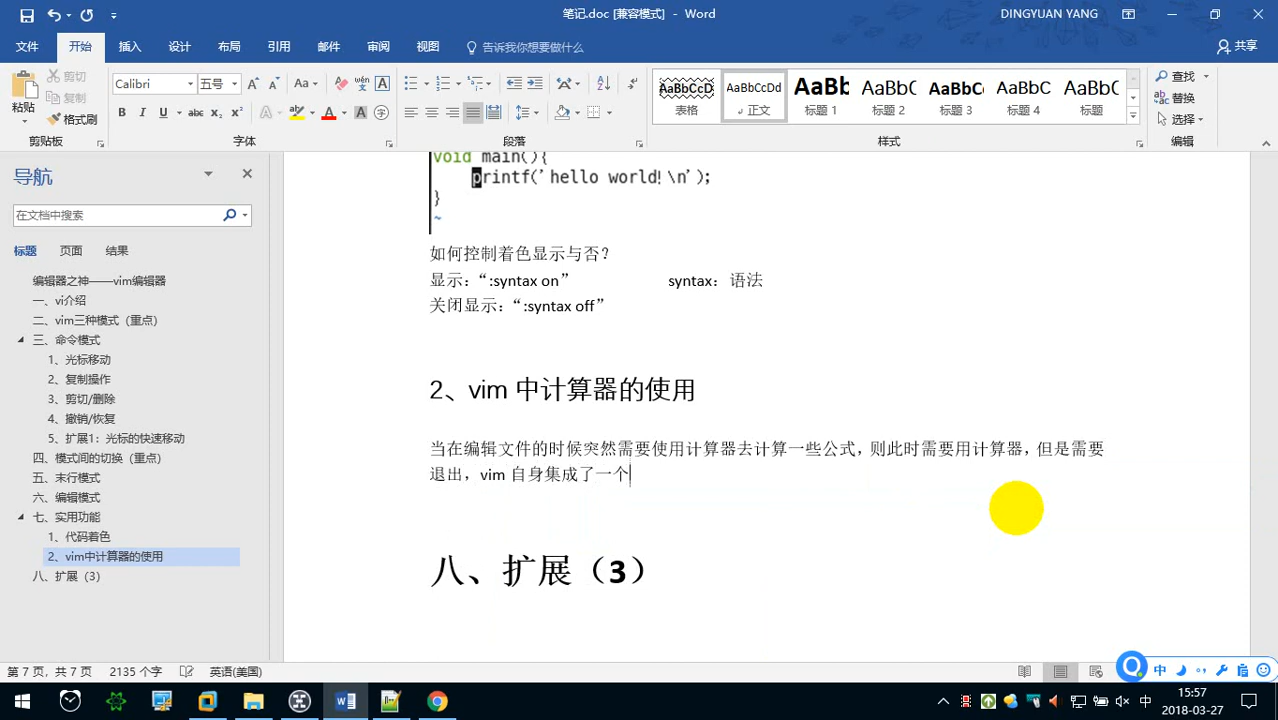 笔记.doc [兼容模式] - Word
DINGYUAN YANG
文件 开始 插入 设计 布局 引用 邮件 审阅 视图 告诉我你想要做什么 共享
粘贴 剪切 复制 格式刷
Calibri 五号
AaBbCcD 表格
AaBbCcDd 正文
AaBb 标题 1
AaBbC 标题 2
AaBbC 标题 3
AaBbC 标题 4
AaBbC 标题
查找
替换
选择
剪贴板 字体 段落 样式 编辑
导航
在文档中搜索
标题 页面 结果
编辑器之神——vim编辑器
一、vi介绍
二、vim三种模式（重点）
三、命令模式
1、光标移动
2、复制操作
3、剪切/删除
4、撤销/恢复
5、扩展1：光标的快速移动
四、模式间的切换（重点）
五、末行模式
六、编辑模式
七、实用功能
1、代码着色
2、vim中计算器的使用
八、扩展（3）
void main(){
printf('hello world!\n');
}
~
如何控制着色显示与否？
显示：“:syntax on” syntax：语法
关闭显示：“:syntax off”
2、vim 中计算器的使用
当在编辑文件的时候突然需要使用计算器去计算一些公式，则此时需要用计算器，但是需要
退出，vim 自身集成了一个
八、扩展（3）
第 7 页，共 7 页 2135 个字 英语(美国)
中
中 15:57
2018-03-27